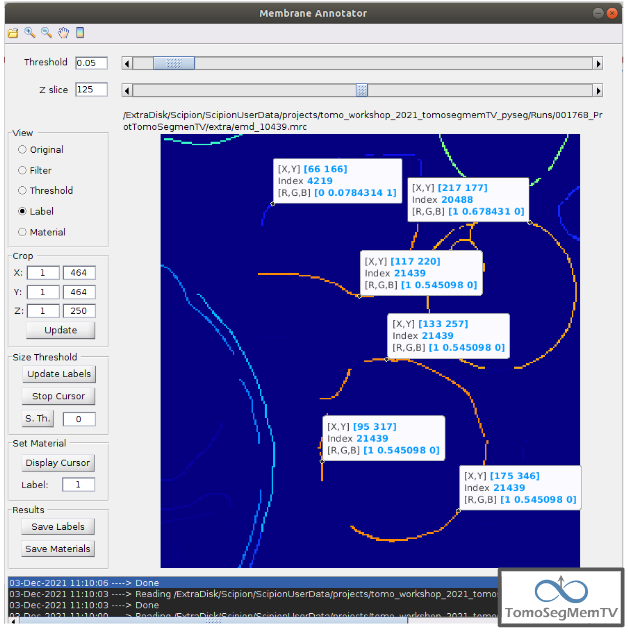 Membrane Annotator
Threshold 0.05
Z slice 125
/ExtraDisk/Scipion/ScipionUserData/projects/tomo_workshop_2021_tomosegmemTV_pyseg/Runs/001768_Pr
otTomoSegmenTV/extra/emd_10439.mrc
View
Original
Filter
Threshold
Label
Material
Crop
X: 1 464
Y: 1 464
Z: 1 250
Update
Size Threshold
Update Labels
Stop Cursor
S. Th. 0
Set Material
Display Cursor
Label: 1
Results
Save Labels
Save Materials
[X,Y] [66 166]
Index 4219
[R,G,B] [0 0.0784314 1]
[X,Y] [217 177]
Index 20488
[R,G,B] [1 0.678431 0]
[X,Y] [117 220]
Index 21439
[R,G,B] [1 0.545098 0]
[X,Y] [133 257]
Index 21439
[R,G,B] [1 0.545098 0]
[X,Y] [95 317]
Index 21439
[R,G,B] [1 0.545098 0]
[X,Y] [175 346]
Index 21439
[R,G,B] [1 0.545098 0]
03-Dec-2021 11:10:06 ----> Done
03-Dec-2021 11:10:03 ----> Reading /ExtraDisk/Scipion/ScipionUserData/projects/tomo_workshop_2021_tomo
03-Dec-2021 11:10:03 ----> Done
03-Dec-2021 11:10:00 ----> Reading /ExtraDisk/Scipion/ScipionUserData/projects/tomo_workshop_2021_tomo
TomoSegMemTV